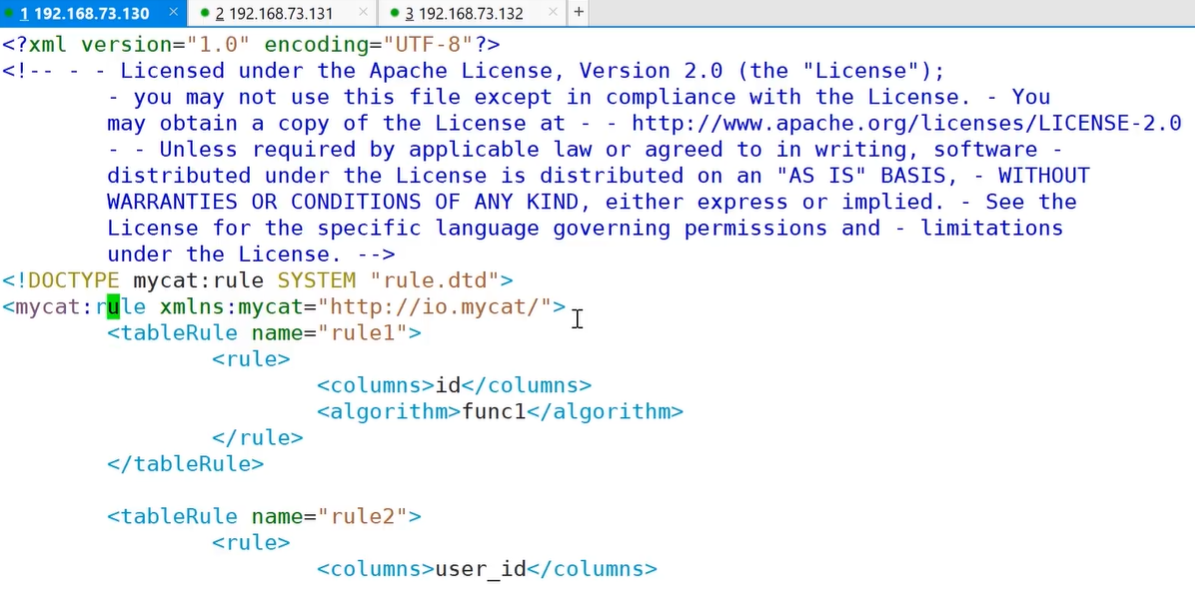 1 192.168.73.130 × 2 192.168.73.131 × 3 192.168.73.132 × +
<?xml version="1.0" encoding="UTF-8"?>
<!-- - - Licensed under the Apache License, Version 2.0 (the "License");
- you may not use this file except in compliance with the License. - You
may obtain a copy of the License at - - http://www.apache.org/licenses/LICENSE-2.0
- - Unless required by applicable law or agreed to in writing, software -
distributed under the License is distributed on an "AS IS" BASIS, - WITHOUT
WARRANTIES OR CONDITIONS OF ANY KIND, either express or implied. - See the
License for the specific language governing permissions and - limitations
under the License. -->
<!DOCTYPE mycat:rule SYSTEM "rule.dtd">
<mycat:rule xmlns:mycat="http://io.mycat/">
<tableRule name="rule1">
<rule>
<columns>id</columns>
<algorithm>func1</algorithm>
</rule>
</tableRule>
<tableRule name="rule2">
<rule>
<columns>user_id</columns>